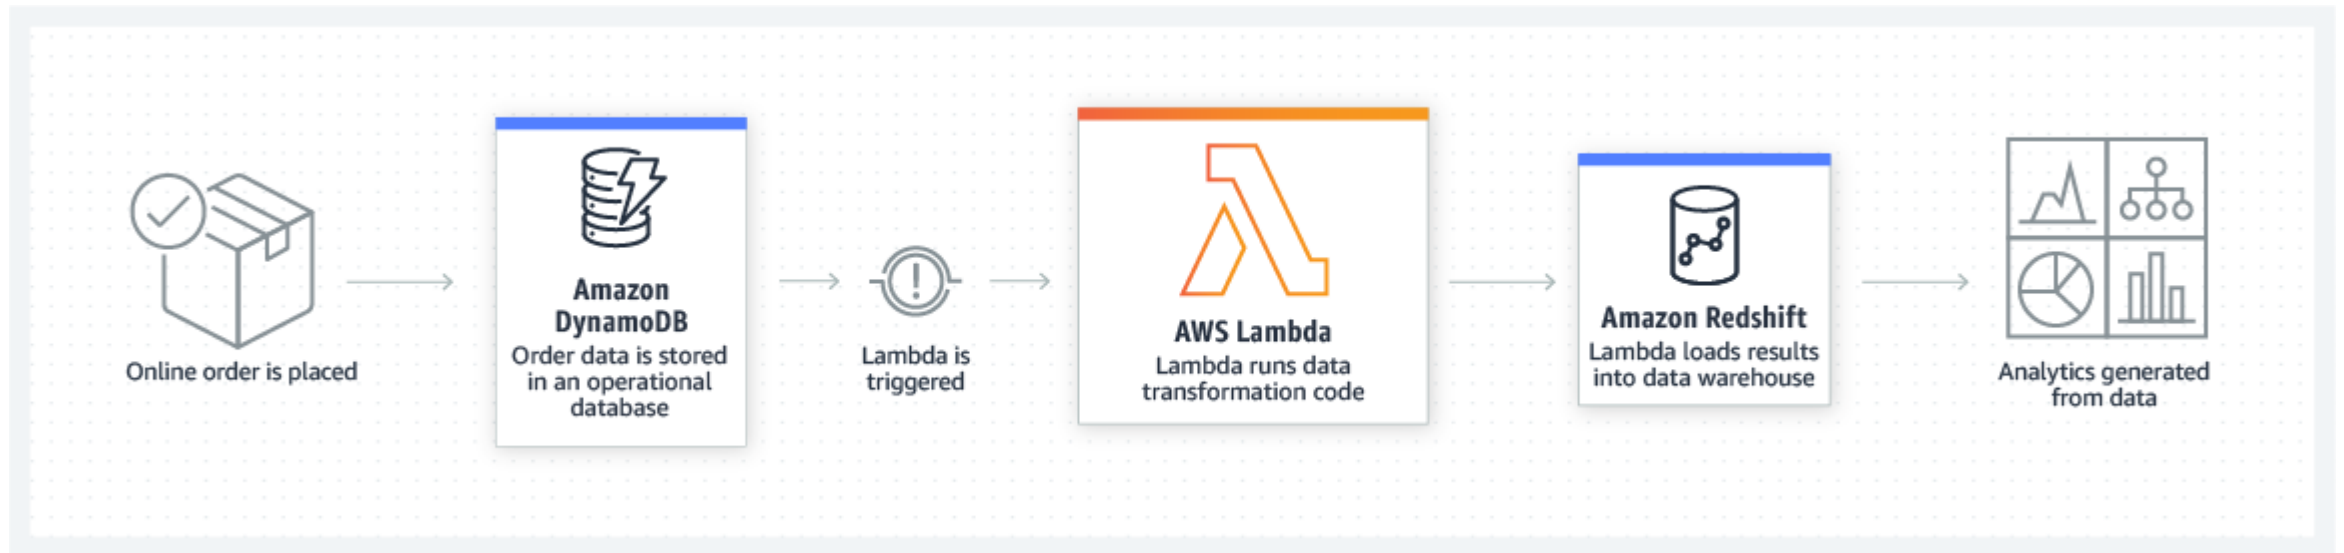 Online order is placed
Amazon
DynamoDB
Order data is stored
in an operational
database
Lambda is
triggered
AWS Lambda
Lambda runs data
transformation code
Amazon Redshift
Lambda loads results
into data warehouse
Analytics generated
from data